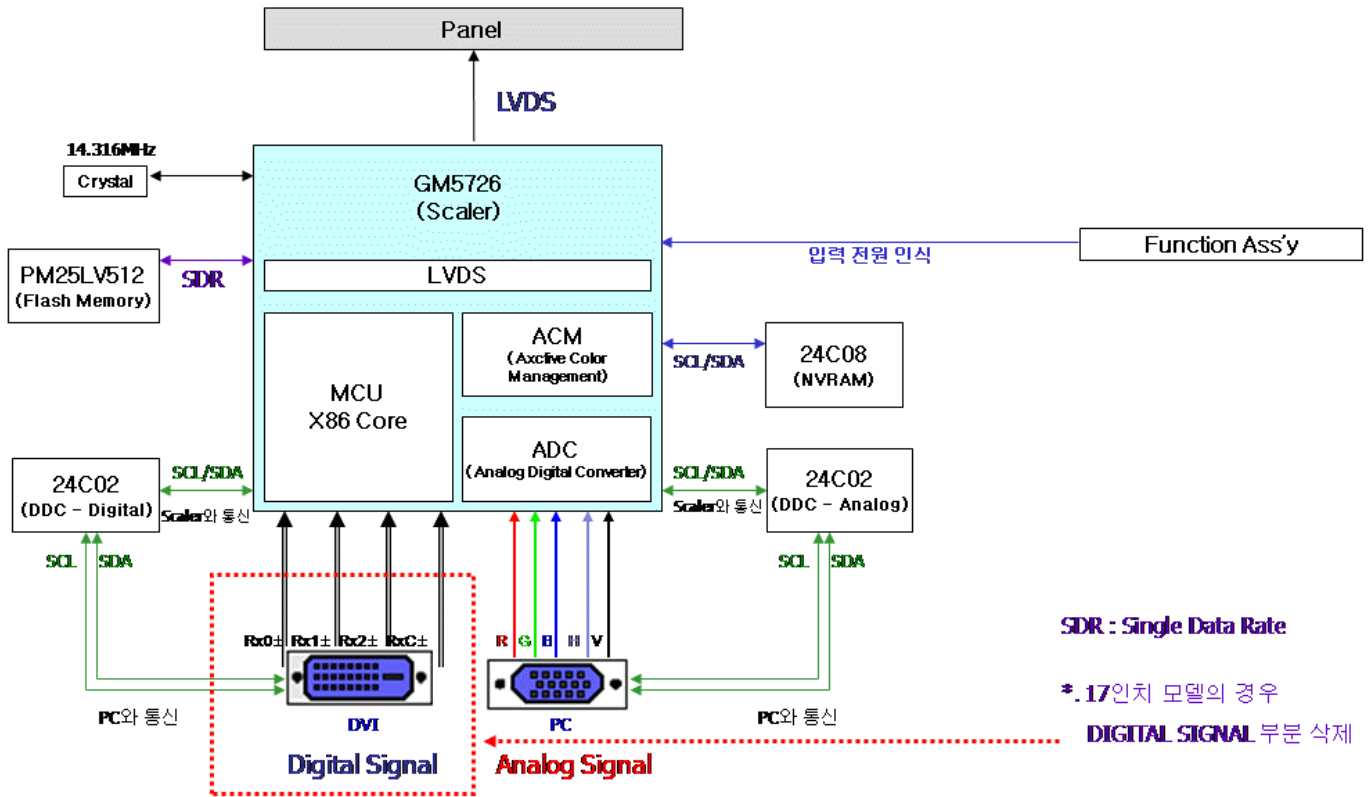 Panel
LVDS
14.316MHz
Crystal
GM5726
(Scaler)
입력 전원 인식
Function Ass'y
PM25LV512
(Flash Memory)
SDR
LVDS
MCU
X86 Core
ACM
(Axctive Color
Management)
SCL/SDA
24C08
(NVRAM)
ADC
(Analog Digital Converter)
24C02
(DDC - Digital)
SCL/SDA
Scaler와 통신
SCL/SDA
Scaler와 통신
24C02
(DDC - Analog)
SCL SDA
SCL SDA
Rx0± Rx1± Rx2± RxC±
R G B H V
PC와 통신
DVI
PC
PC와 통신
Digital Signal
Analog Signal
SDR : Single Data Rate
*. 17인치 모델의 경우
DIGITAL SIGNAL 부분 삭제